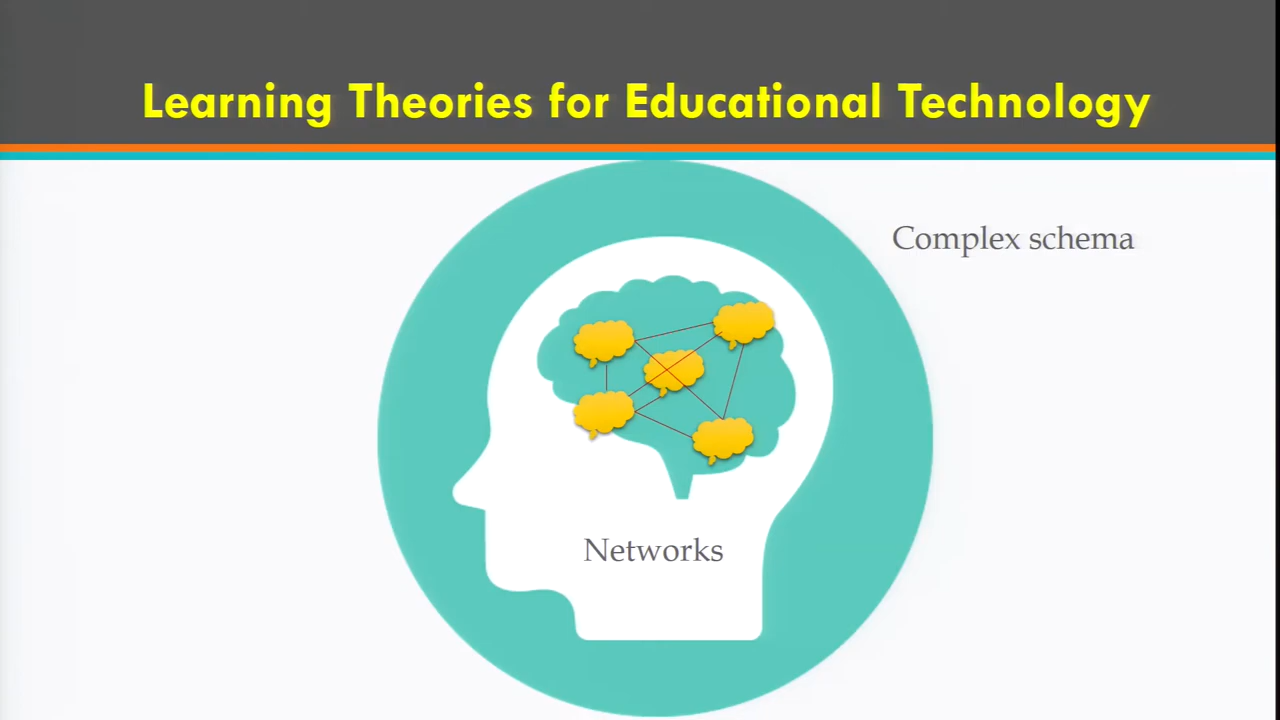 Learning Theories for Educational Technology
Complex schema
Networks